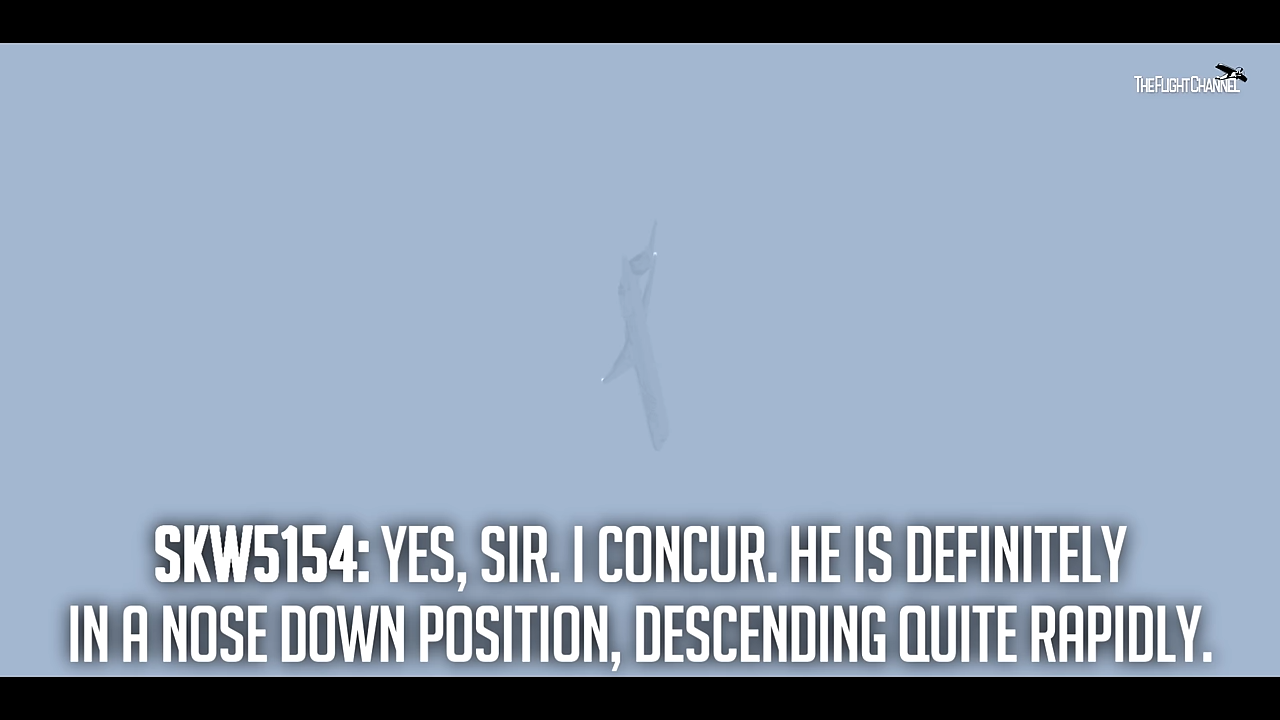 THEFLIGHTCHANNEL
SKW5154: YES, SIR. I CONCUR. HE IS DEFINITELY
IN A NOSE DOWN POSITION, DESCENDING QUITE RAPIDLY.